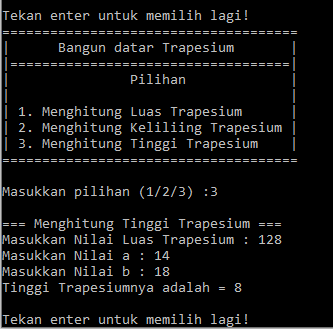 Tekan enter untuk memilih lagi!
=====================================
|      Bangun datar Trapesium       |
|===================================|
|               Pilihan             |
|                                   |
| 1. Menghitung Luas Trapesium      |
| 2. Menghitung Keliliing Trapesium |
| 3. Menghitung Tinggi Trapesium    |
=====================================
Masukkan pilihan (1/2/3) :3
=== Menghitung Tinggi Trapesium ===
Masukkan Nilai Luas Trapesium : 128
Masukkan Nilai a : 14
Masukkan Nilai b : 18
Tinggi Trapesiumnya adalah = 8
Tekan enter untuk memilih lagi!